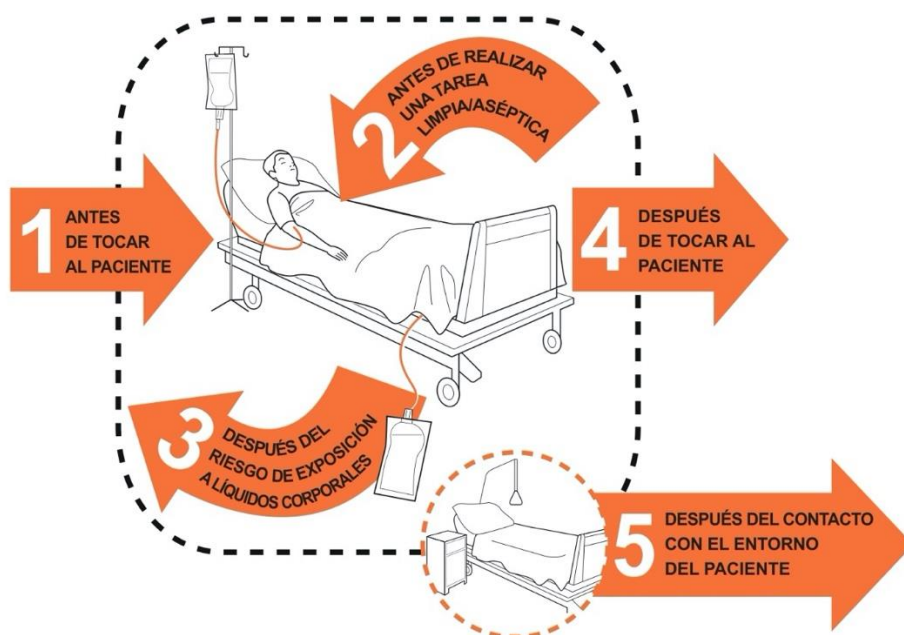 1
ANTES
DE TOCAR
AL PACIENTE
2
ANTES DE REALIZAR
UNA TAREA
LIMPIA/ASÉPTICA
3
DESPUÉS DEL
RIESGO DE EXPOSICIÓN
A LÍQUIDOS CORPORALES
4
DESPUÉS
DE TOCAR AL
PACIENTE
5
DESPUÉS DEL CONTACTO
CON EL ENTORNO
DEL PACIENTE